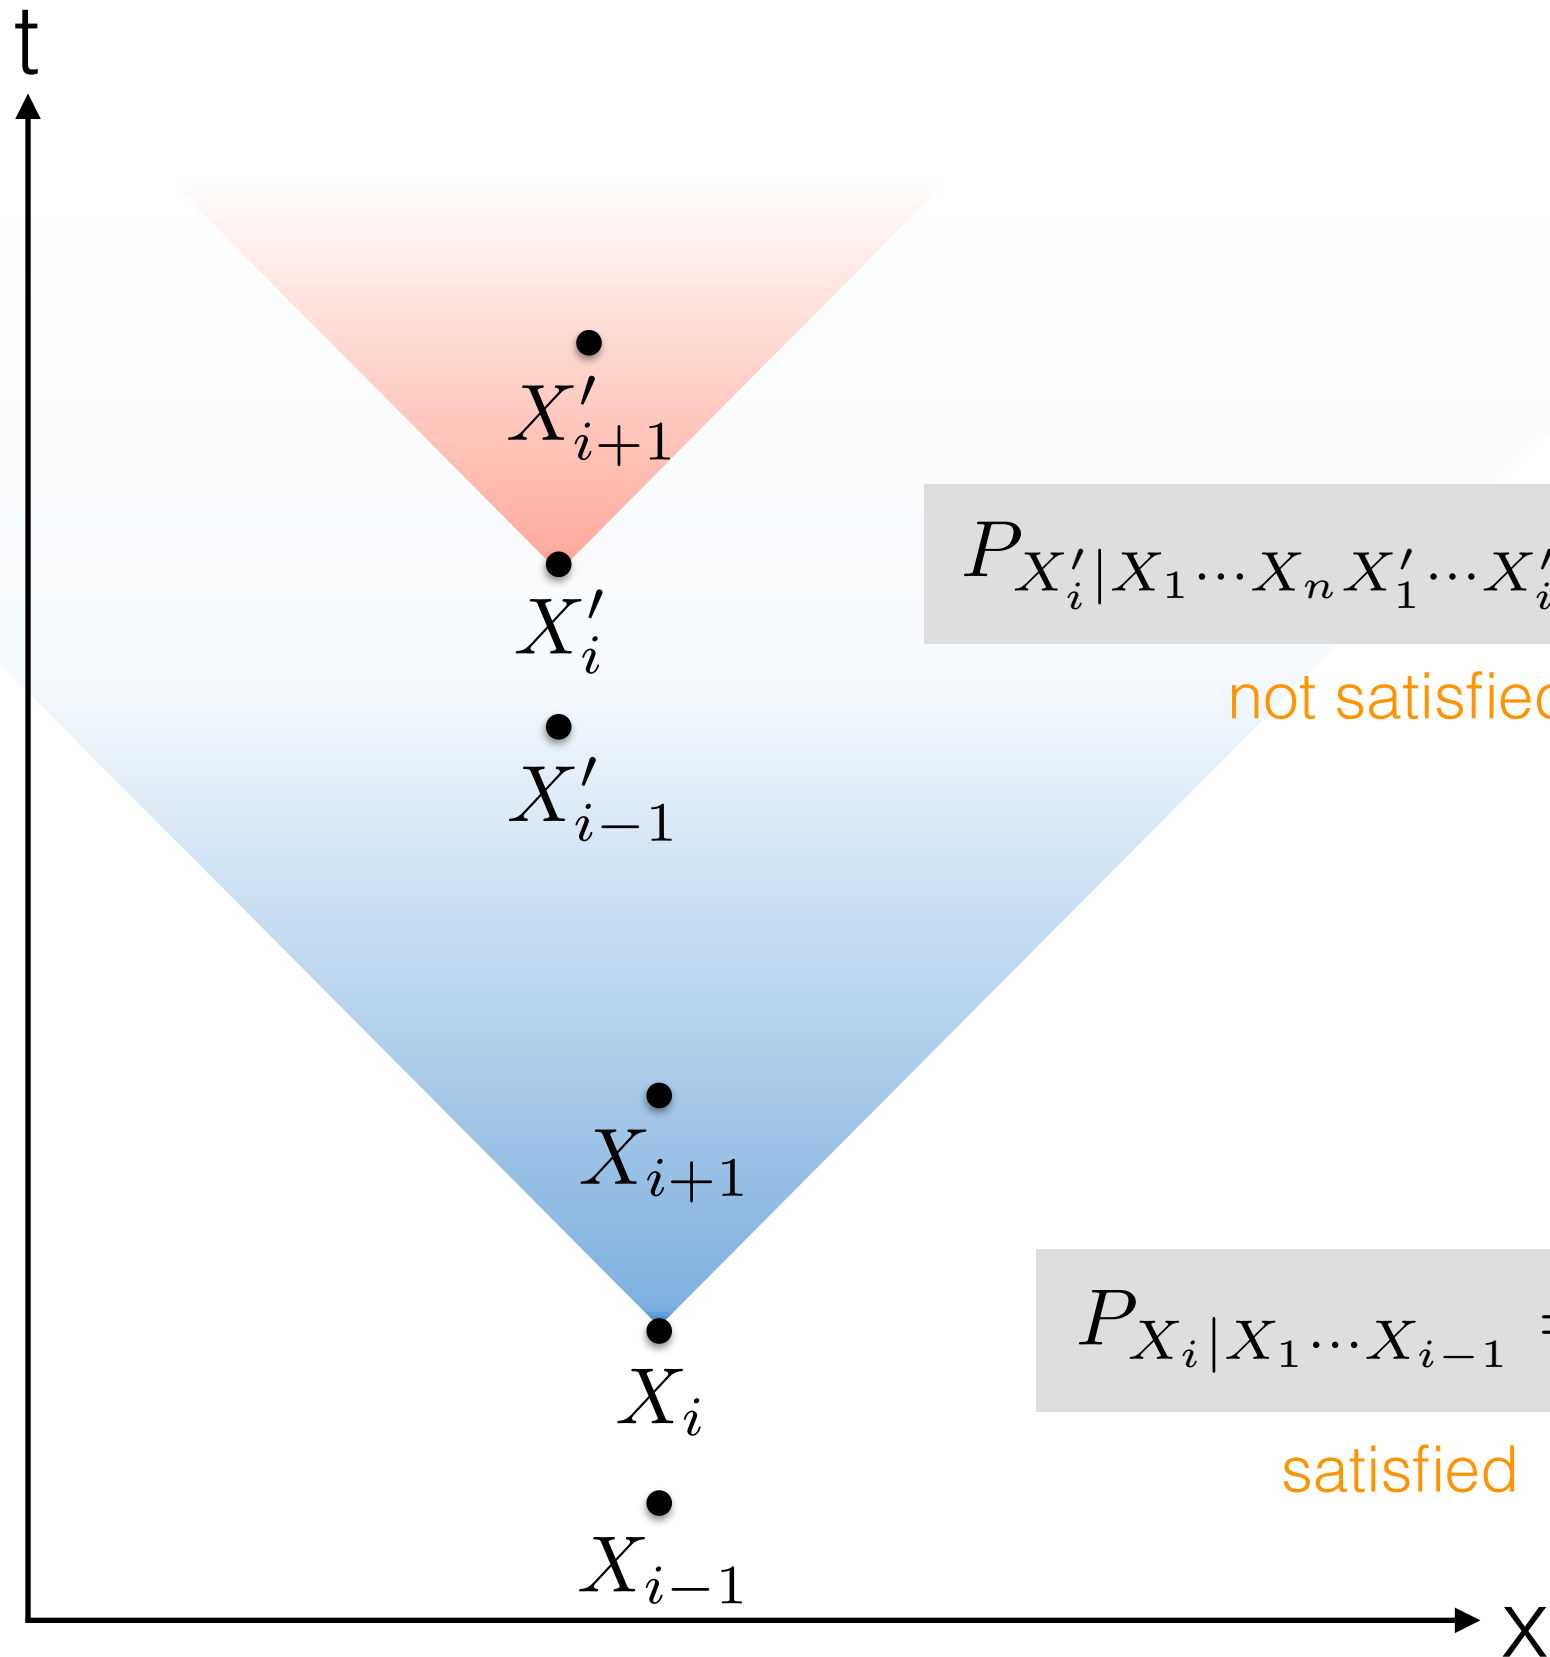 t
X'_{i+1}
P_{X'_i|X_1⋯X_n X'_1⋯X'_i
X'_i
not satisfied
X'_{i-1}
X_{i+1}
P_{X_i|X_1⋯X_{i-1}} =
X_i
satisfied
X_{i-1}
x